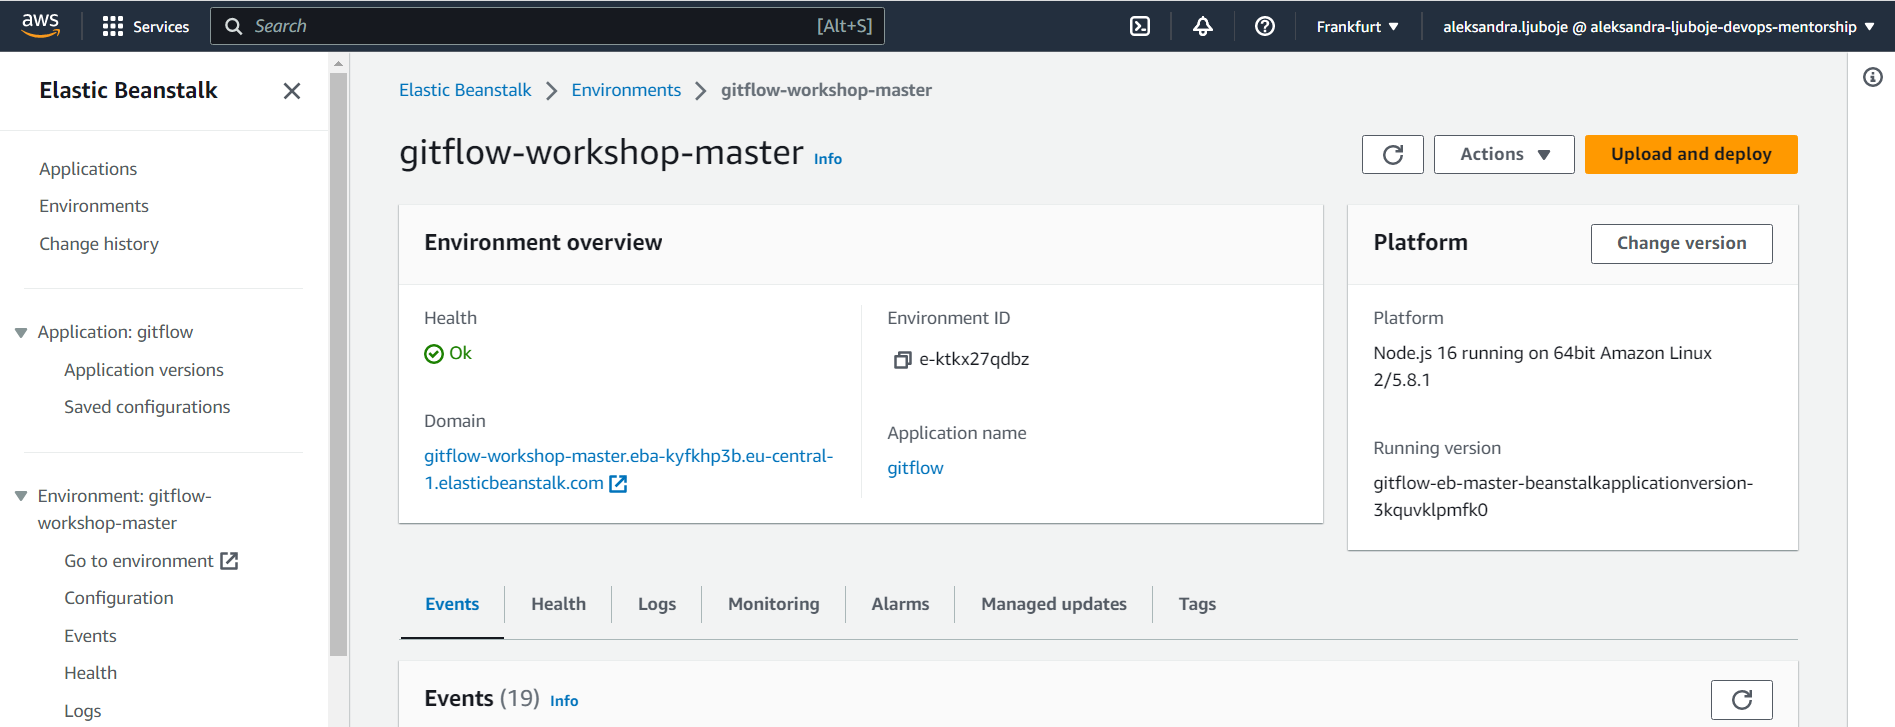 aws
Services
Search
[Alt+S]
Frankfurt
aleksandra.ljuboje @ aleksandra-ljuboje-devops-mentorship
Elastic Beanstalk
Applications
Environments
Change history
Application: gitflow
Application versions
Saved configurations
Environment: gitflow-
workshop-master
Go to environment
Configuration
Events
Health
Logs
Elastic Beanstalk
Environments
gitflow-workshop-master
gitflow-workshop-master Info
Actions
Upload and deploy
Environment overview
Health
Ok
Domain
gitflow-workshop-master.eba-kyfkhp3b.eu-central-
1.elasticbeanstalk.com
Environment ID
e-ktkx27qdbz
Application name
gitflow
Platform
Change version
Platform
Node.js 16 running on 64bit Amazon Linux
2/5.8.1
Running version
gitflow-eb-master-beanstalkapplicationversion-
3kquvklpmfk0
Events
Health
Logs
Monitoring
Alarms
Managed updates
Tags
Events (19) Info